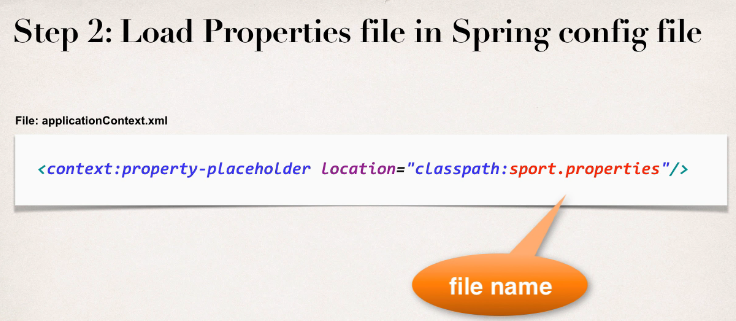 Step 2: Load Properties file in Spring config file
File: applicationContext.xml
<context:property-placeholder location="classpath:sport.properties"/>
file name